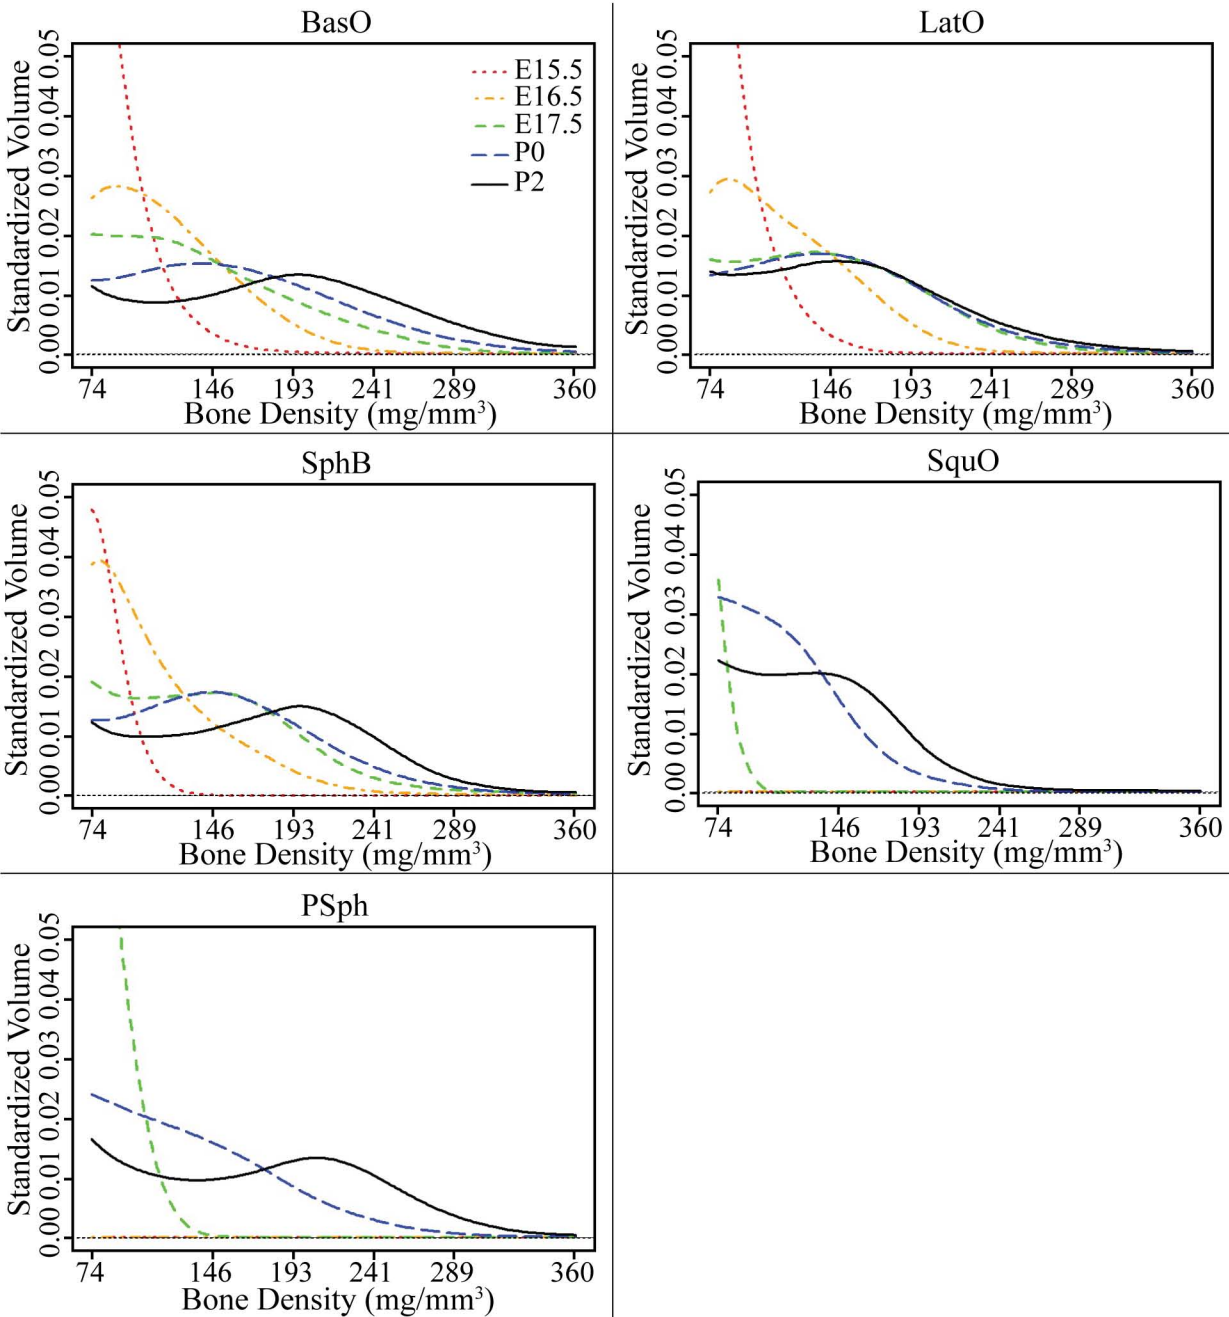 BasO
Standardized Volume
0.00 0.01 0.02 0.03 0.04 0.05
E15.5
E16.5
E17.5
P0
P2
74 146 193 241 289 360
Bone Density (mg/mm³)
LatO
Standardized Volume
0.00 0.01 0.02 0.03 0.04 0.05
74 146 193 241 289 360
Bone Density (mg/mm³)
SphB
Standardized Volume
0.00 0.01 0.02 0.03 0.04 0.05
74 146 193 241 289 360
Bone Density (mg/mm³)
SquO
Standardized Volume
0.00 0.01 0.02 0.03 0.04 0.05
74 146 193 241 289 360
Bone Density (mg/mm³)
PSph
Standardized Volume
0.00 0.01 0.02 0.03 0.04 0.05
74 146 193 241 289 360
Bone Density (mg/mm³)